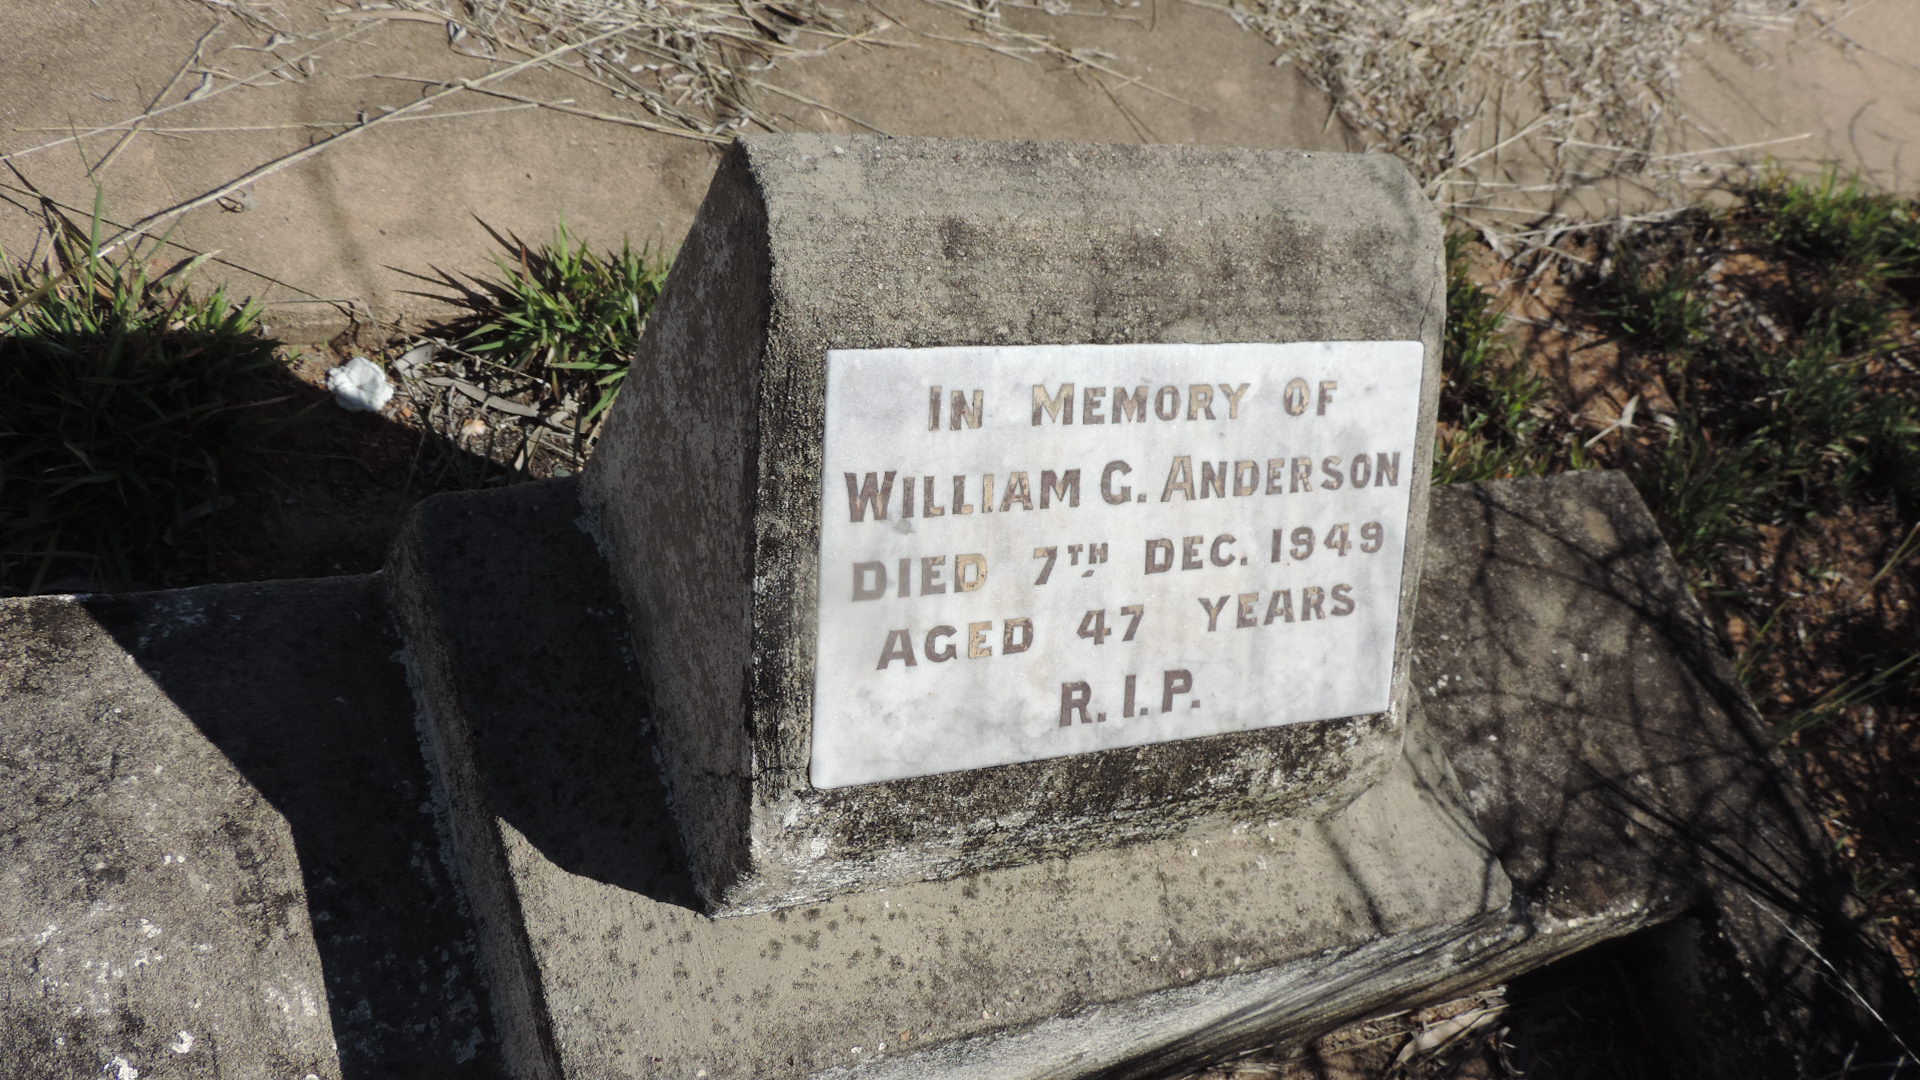 IN MEMORY OF
WILLIAM G. ANDERSON
DIED 7TH DEC. 1949
AGED 47 YEARS
R.I.P.